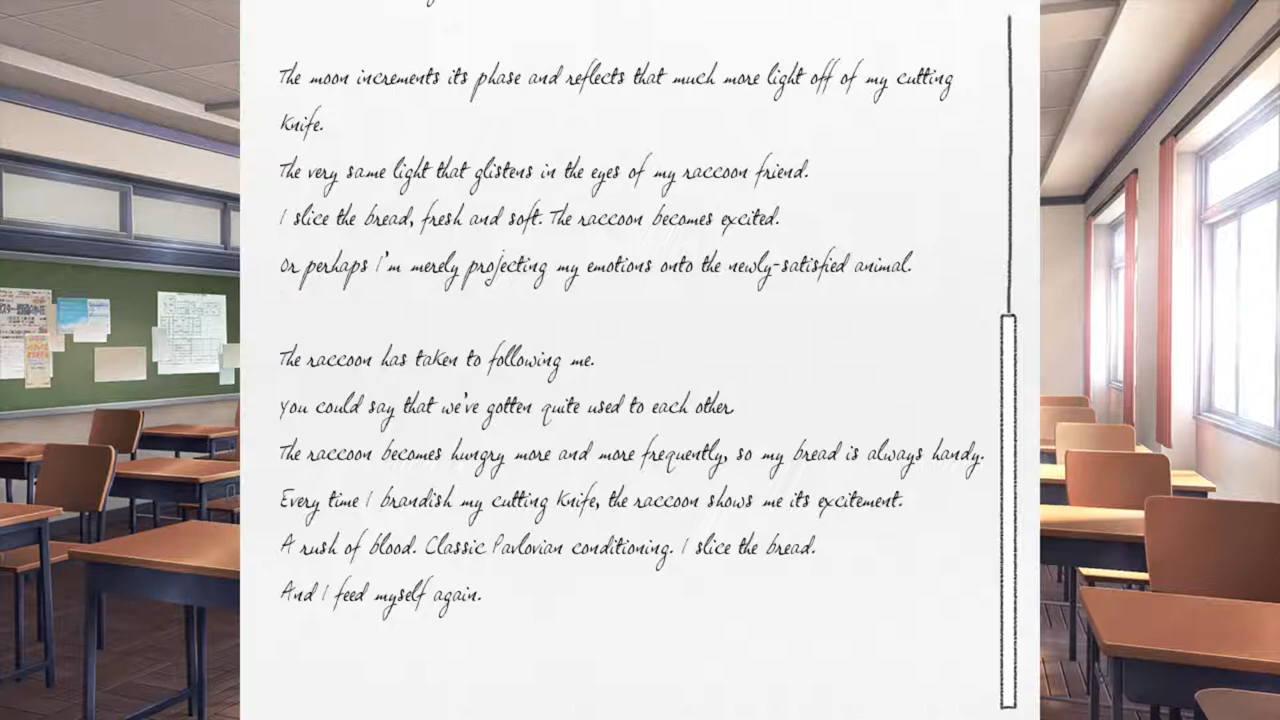 The moon increments its phase and reflects that much more light off of my cutting
knife.
The very same light that glistens in the eyes of my raccoon friend.
I slice the bread, fresh and soft. The raccoon becomes excited.
Or perhaps I'm merely projecting my emotions onto the newly-satisfied animal.
The raccoon has taken to following me.
You could say that we've gotten quite used to each other
The raccoon becomes hungry more and more frequently, so my bread is always handy.
Every time I brandish my cutting knife, the raccoon shows me its excitement.
A rush of blood. Classic Pavlovian conditioning. I slice the bread.
And I feed myself again.